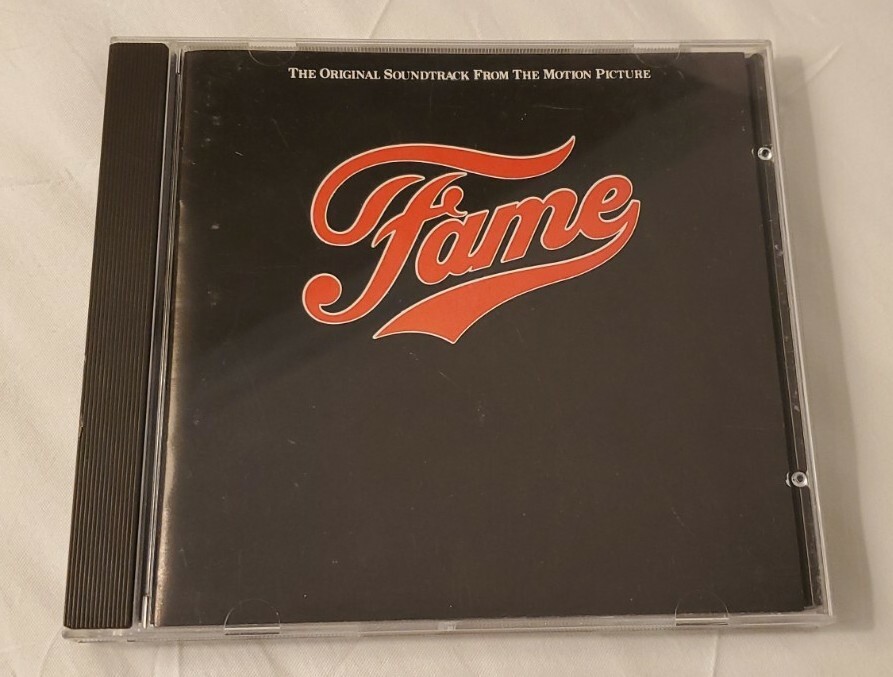 THE ORIGINAL SOUNDTRACK FROM THE MOTION PICTURE
Fame